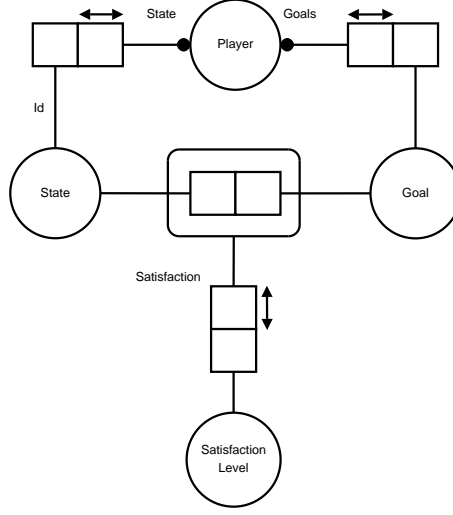 State
Goals
Player
Id
State
Goal
Satisfaction
Satisfaction
Level